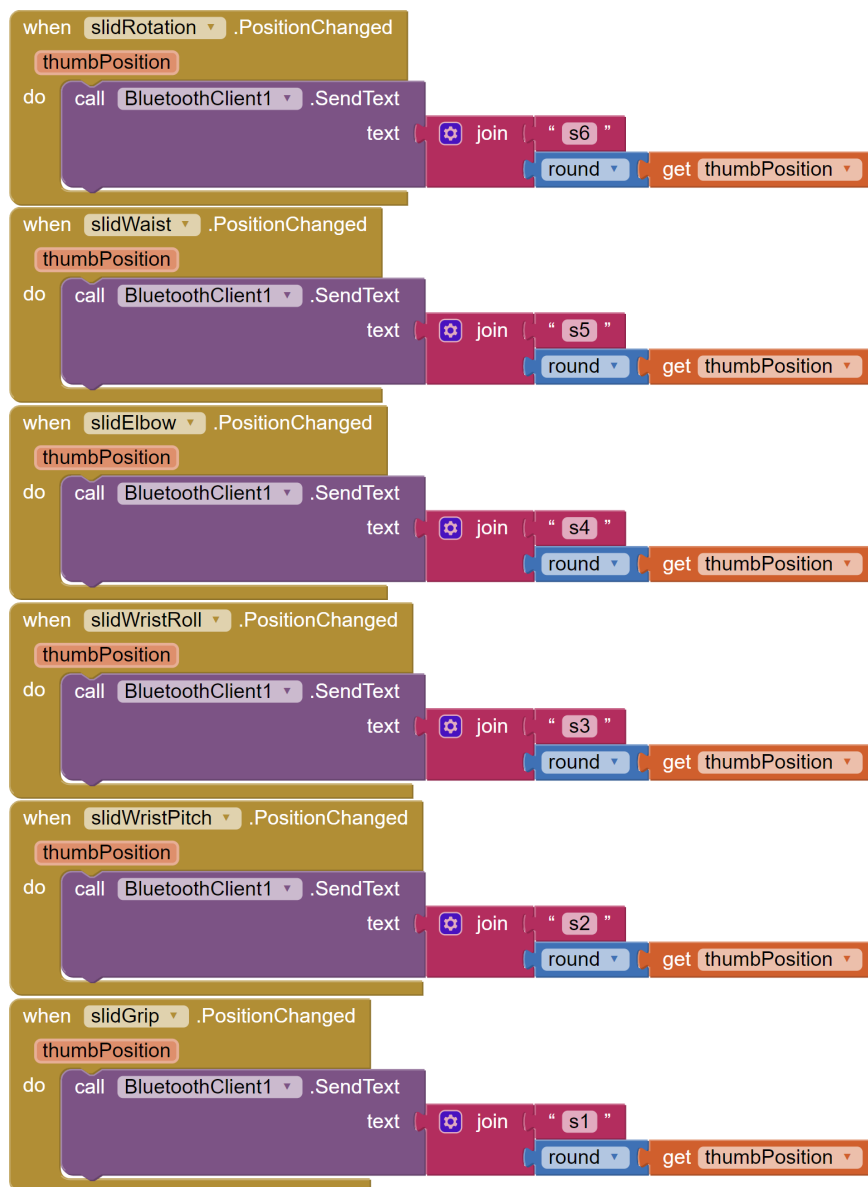 when slidRotation .PositionChanged
thumbPosition
do call BluetoothClient1 .SendText
text join “ s6 ”
round get thumbPosition
when slidWaist .PositionChanged
thumbPosition
do call BluetoothClient1 .SendText
text join “ s5 ”
round get thumbPosition
when slidElbow .PositionChanged
thumbPosition
do call BluetoothClient1 .SendText
text join “ s4 ”
round get thumbPosition
when slidWristRoll .PositionChanged
thumbPosition
do call BluetoothClient1 .SendText
text join “ s3 ”
round get thumbPosition
when slidWristPitch .PositionChanged
thumbPosition
do call BluetoothClient1 .SendText
text join “ s2 ”
round get thumbPosition
when slidGrip .PositionChanged
thumbPosition
do call BluetoothClient1 .SendText
text join “ s1 ”
round get thumbPosition